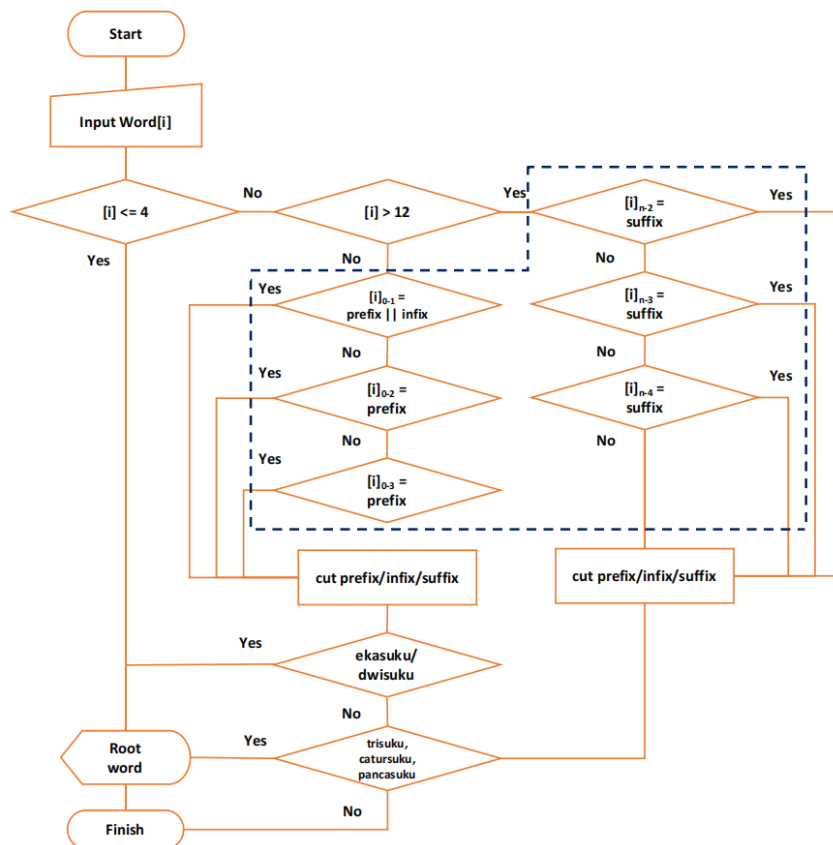 Start
Input Word[i]
[i] <= 4
No
[i] > 12
Yes
[i]n-2 =
suffix
Yes
Yes
No
No
Yes
[i]0-1 =
prefix || infix
[i]n-3 =
suffix
Yes
No
No
Yes
[i]0-2 =
prefix
[i]n-4 =
suffix
Yes
No
No
Yes
[i]0-3 =
prefix
cut prefix/infix/suffix
cut prefix/infix/suffix
Yes
ekasuku/
dwisuku
No
Root
word
Yes
trisuku,
catursuku,
pancasuku
No
Finish